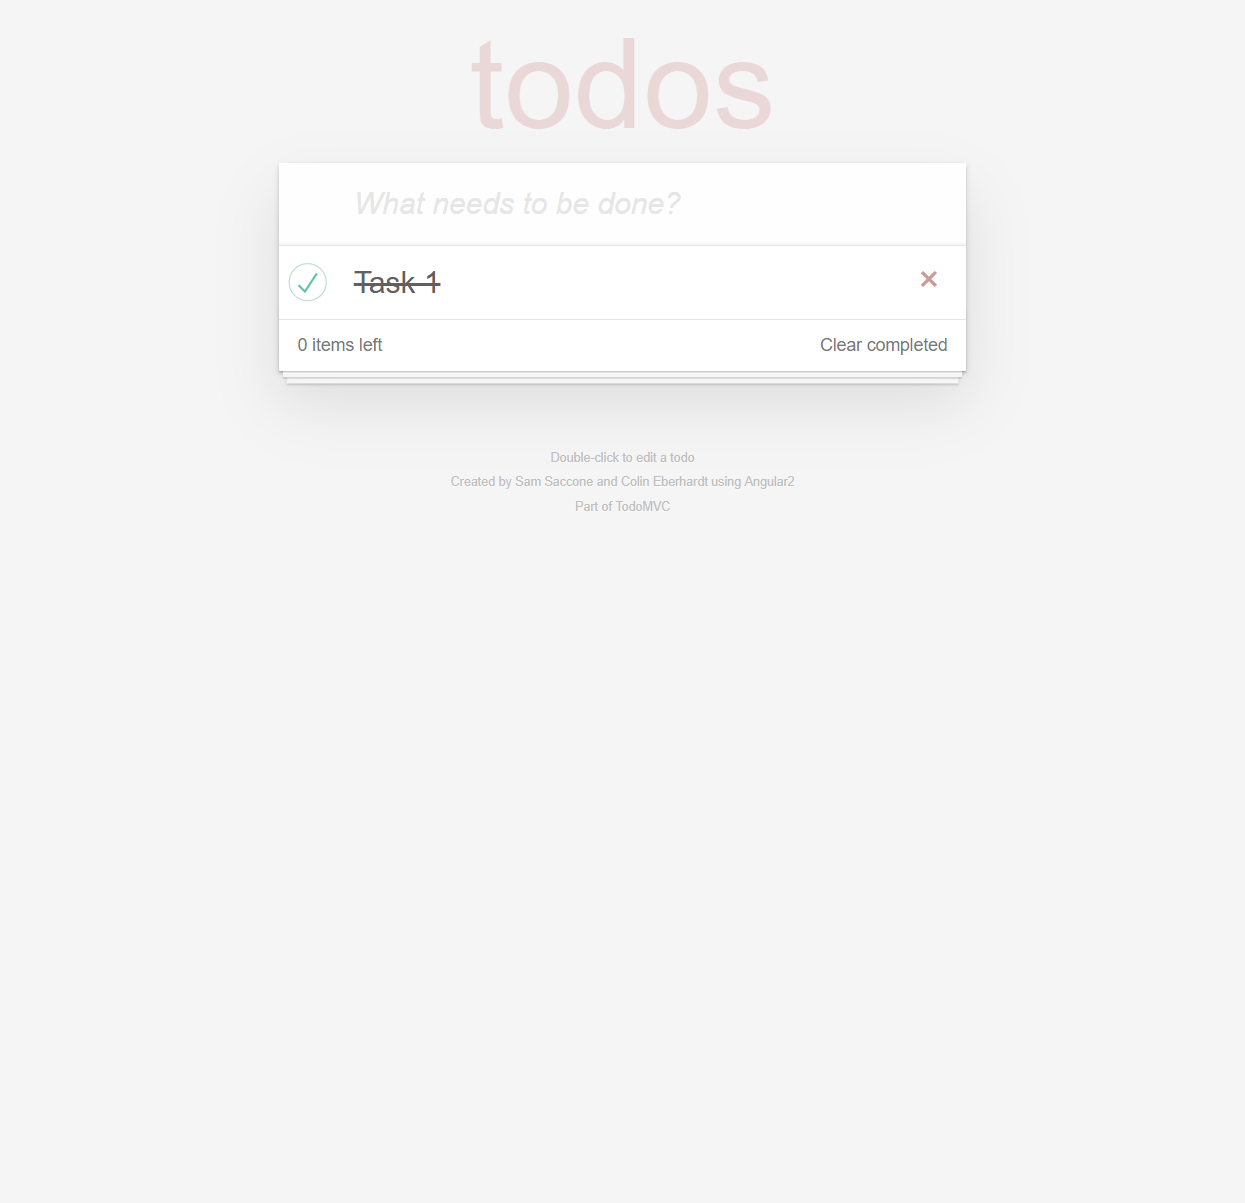 todos
What needs to be done?
Task 1
0 items left Clear completed
Double-click to edit a todo
Created by Sam Saccone and Colin Eberhardt using Angular2
Part of TodoMVC